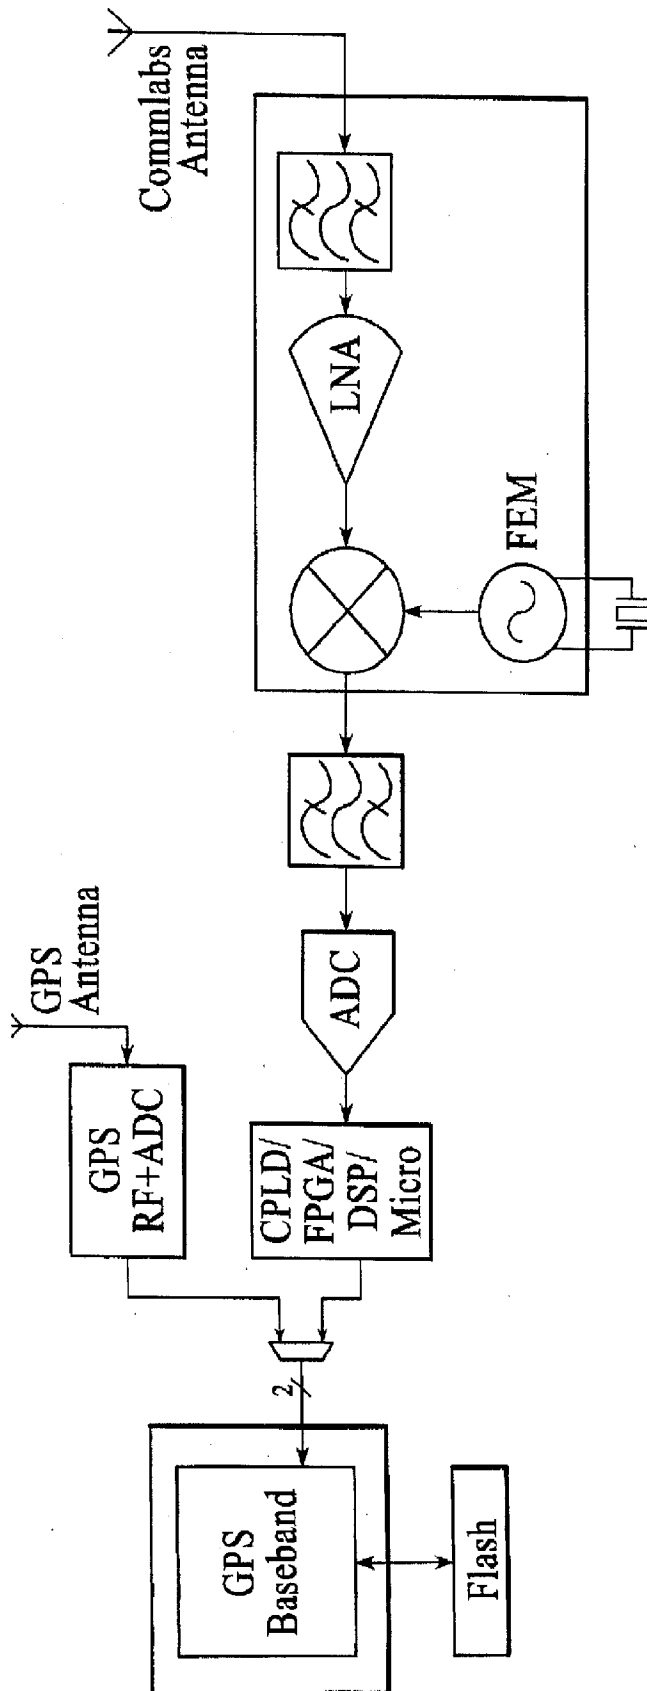 GPS
Baseband
Flash
2
GPS
RF+ADC
GPS
Antenna
CPLD/
FPGA/
DSP/
Micro
ADC
LNA
FEM
Commlabs
Antenna